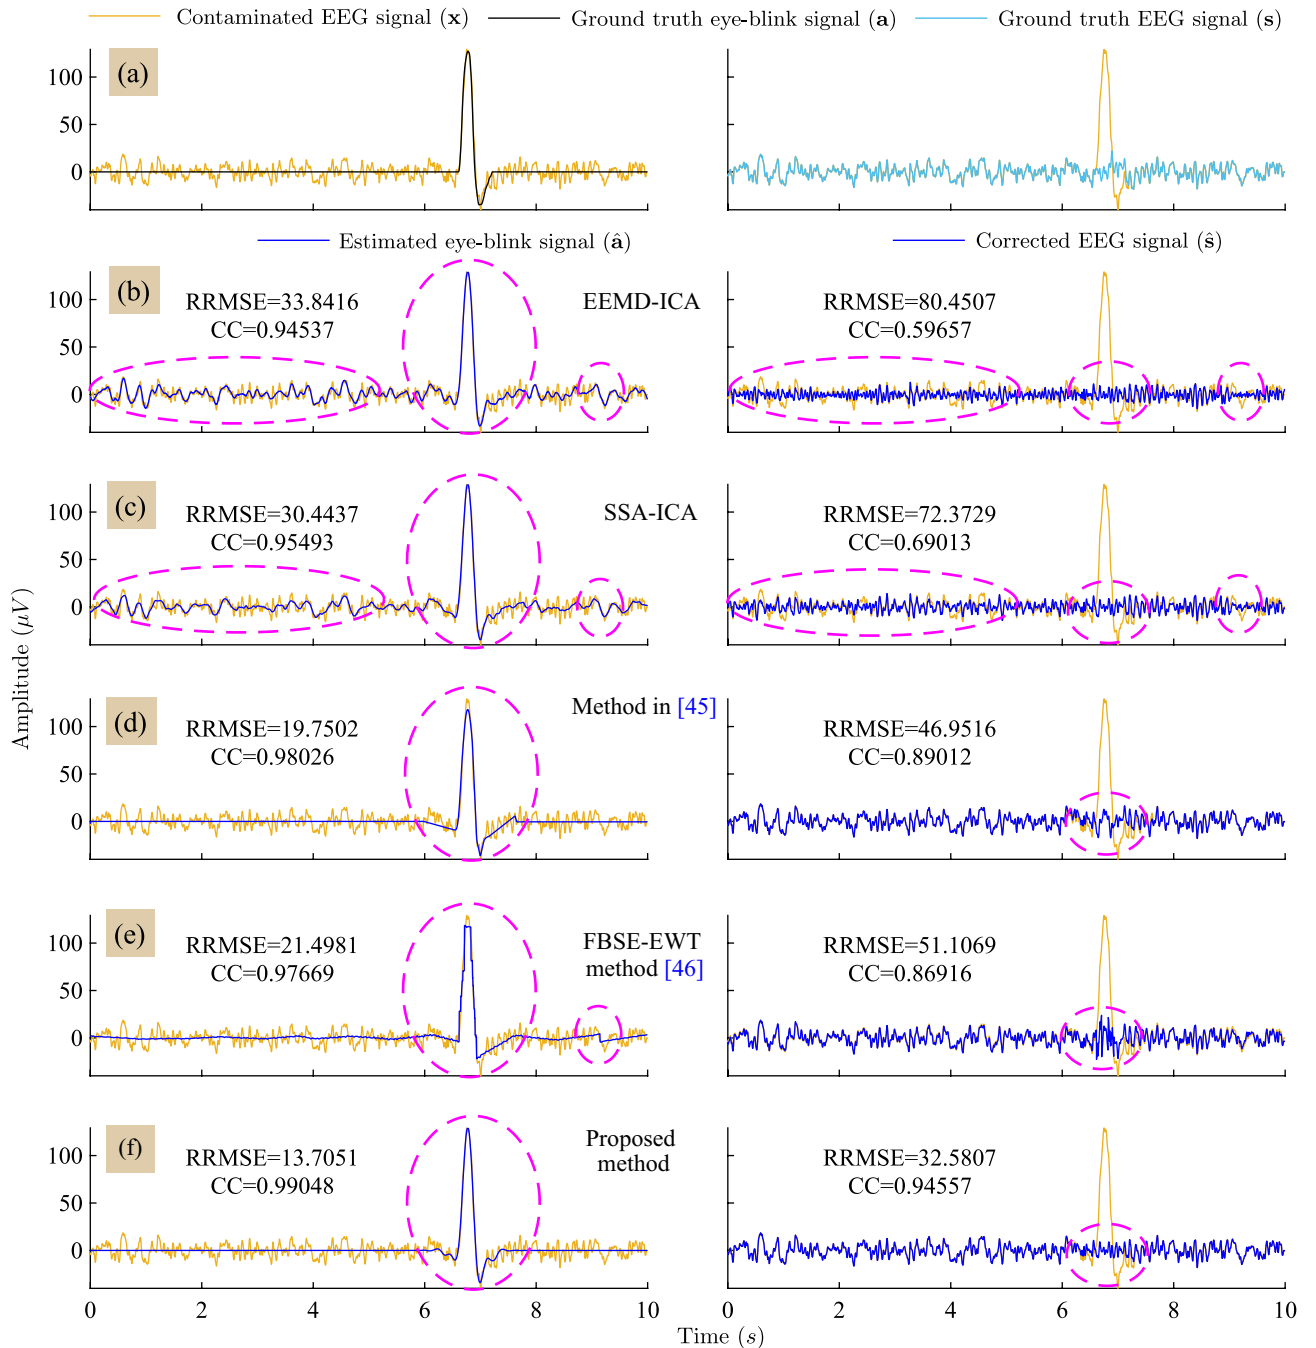 Contaminated EEG signal (x)
Ground truth eye-blink signal (a)
Ground truth EEG signal (s)
(a)
100
50
0
Estimated eye-blink signal (â)
Corrected EEG signal (ŝ)
(b)
100
50
0
RRMSE=33.8416
CC=0.94537
EEMD-ICA
RRMSE=80.4507
CC=0.59657
(c)
100
50
0
RRMSE=30.4437
CC=0.95493
SSA-ICA
RRMSE=72.3729
CC=0.69013
Amplitude (μV)
(d)
100
50
0
RRMSE=19.7502
CC=0.98026
Method in [45]
RRMSE=46.9516
CC=0.89012
(e)
100
50
0
RRMSE=21.4981
CC=0.97669
FBSE-EWT
method [46]
RRMSE=51.1069
CC=0.86916
(f)
100
50
0
RRMSE=13.7051
CC=0.99048
Proposed
method
RRMSE=32.5807
CC=0.94557
0 2 4 6 8 10
0 2 4 6 8 10
Time (s)